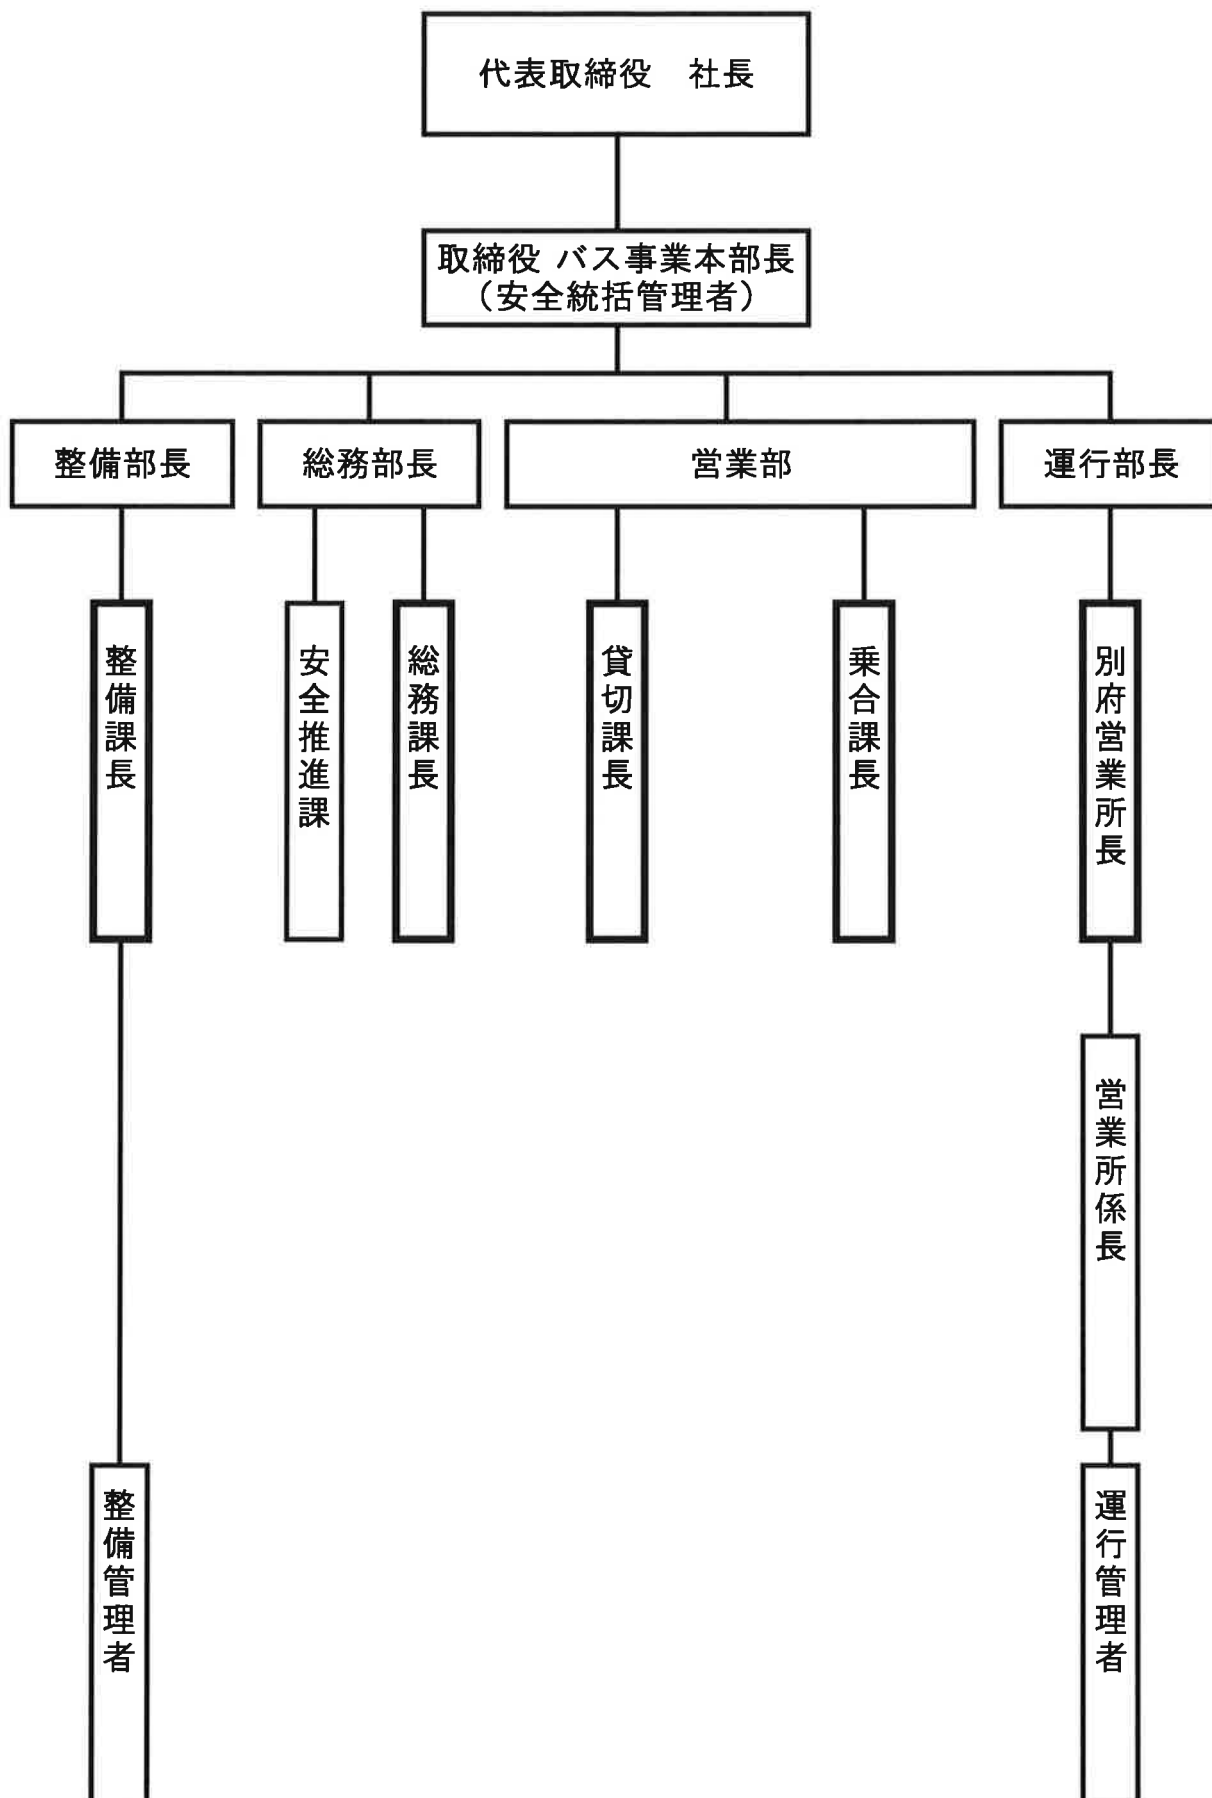 代表取締役　社長
取締役 バス事業本部長
（安全統括管理者）
整備部長
総務部長
営業部
運行部長
整備課長
安全推進課
総務課長
貸切課長
乗合課長
別府営業所長
営業所係長
整備管理者
運行管理者